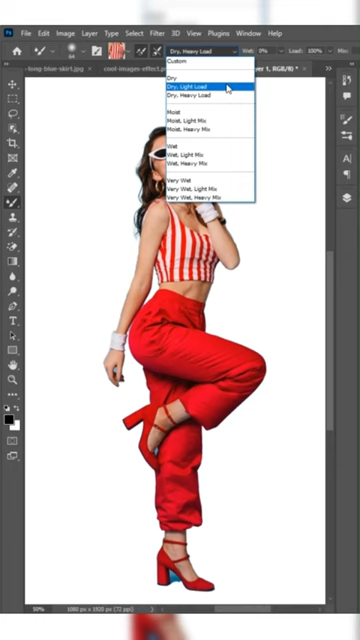 Ps File Edit Image Layer Type Select Filter 3D View Plugins Window Help
64 Dry, Heavy Load Wet: 0% Load: 100%
-long-blue-skirt.jpg × cool-images-effect.p yer 1, RGB/8) * ×
Custom
Dry
Dry, Light Load
Dry, Heavy Load
Moist
Moist, Light Mix
Moist, Heavy Mix
Wet
Wet, Light Mix
Wet, Heavy Mix
Very Wet
Very Wet, Light Mix
Very Wet, Heavy Mix
50% 1080 px x 1920 px (72 ppi)